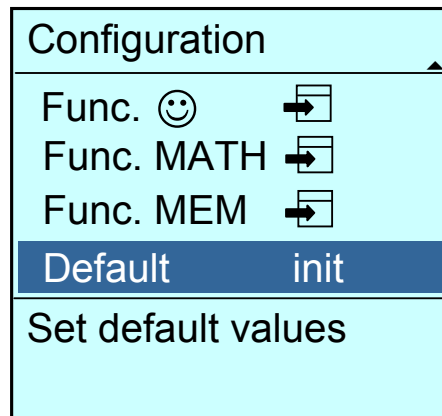 Configuration
Func. ☺
Func. MATH
Func. MEM
Default init
Set default values